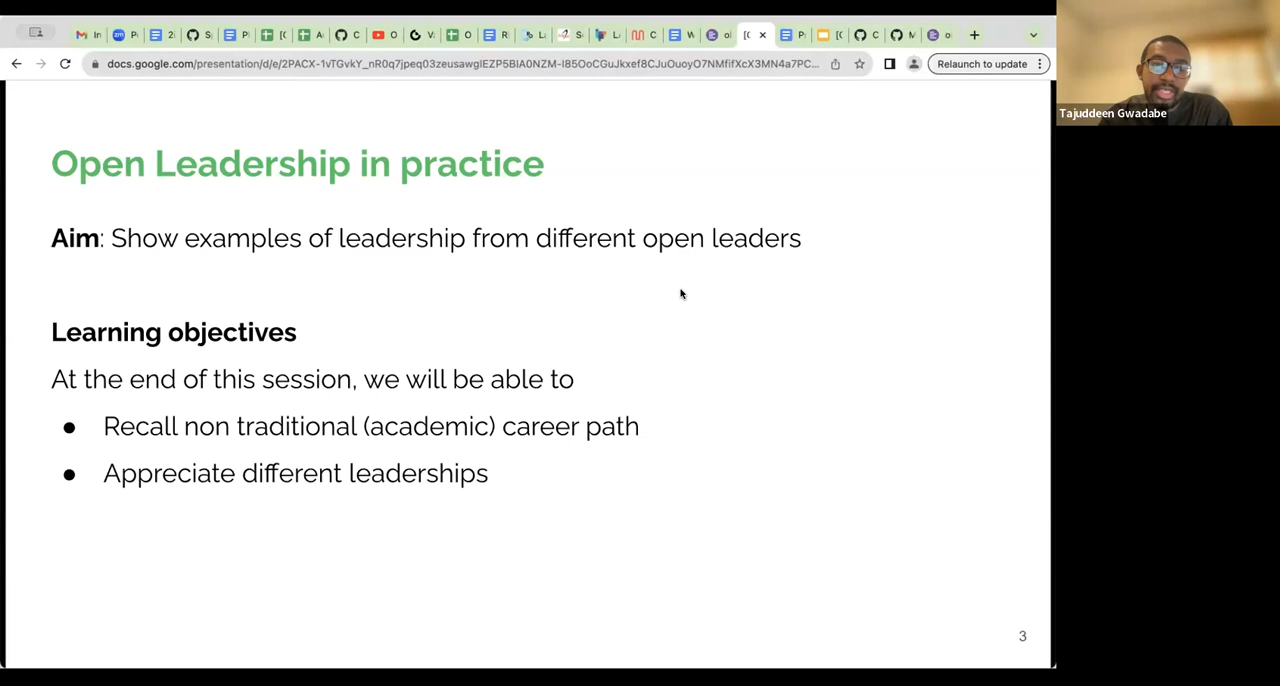 docs.google.com/presentation/d/e/2PACX-1vTGvkY_nR0q7jpeq03zeusawglEZP5BIA0NZM-I85OoCGuJkxef8CJuOuoyO7NMfifXcX3MN4a7PC...
Relaunch to update
Tajuddeen Gwadabe
Open Leadership in practice
Aim: Show examples of leadership from different open leaders
Learning objectives
At the end of this session, we will be able to
● Recall non traditional (academic) career path
● Appreciate different leaderships
3